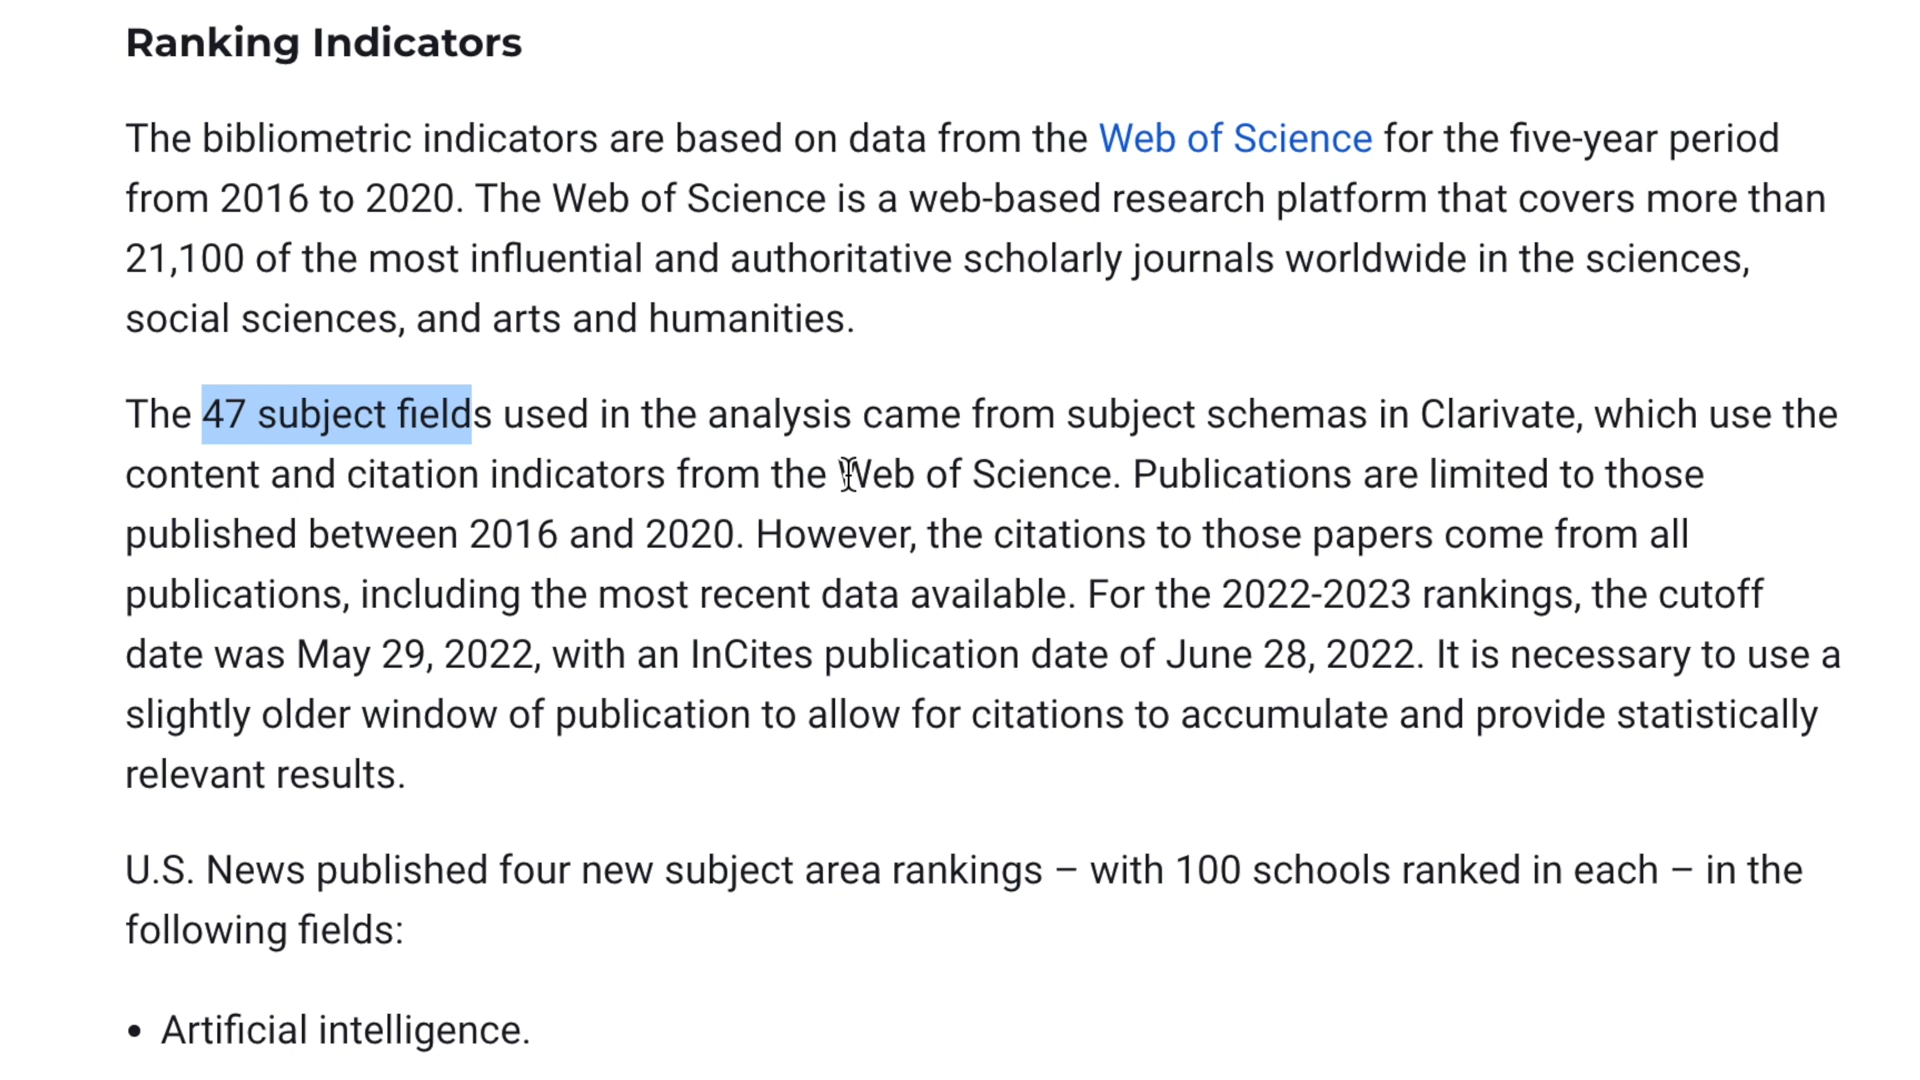 Ranking Indicators
The bibliometric indicators are based on data from the Web of Science for the five-year period
from 2016 to 2020. The Web of Science is a web-based research platform that covers more than
21,100 of the most influential and authoritative scholarly journals worldwide in the sciences,
social sciences, and arts and humanities.
The 47 subject fields used in the analysis came from subject schemas in Clarivate, which use the
content and citation indicators from the Web of Science. Publications are limited to those
published between 2016 and 2020. However, the citations to those papers come from all
publications, including the most recent data available. For the 2022-2023 rankings, the cutoff
date was May 29, 2022, with an InCites publication date of June 28, 2022. It is necessary to use a
slightly older window of publication to allow for citations to accumulate and provide statistically
relevant results.
U.S. News published four new subject area rankings – with 100 schools ranked in each – in the
following fields:
• Artificial intelligence.